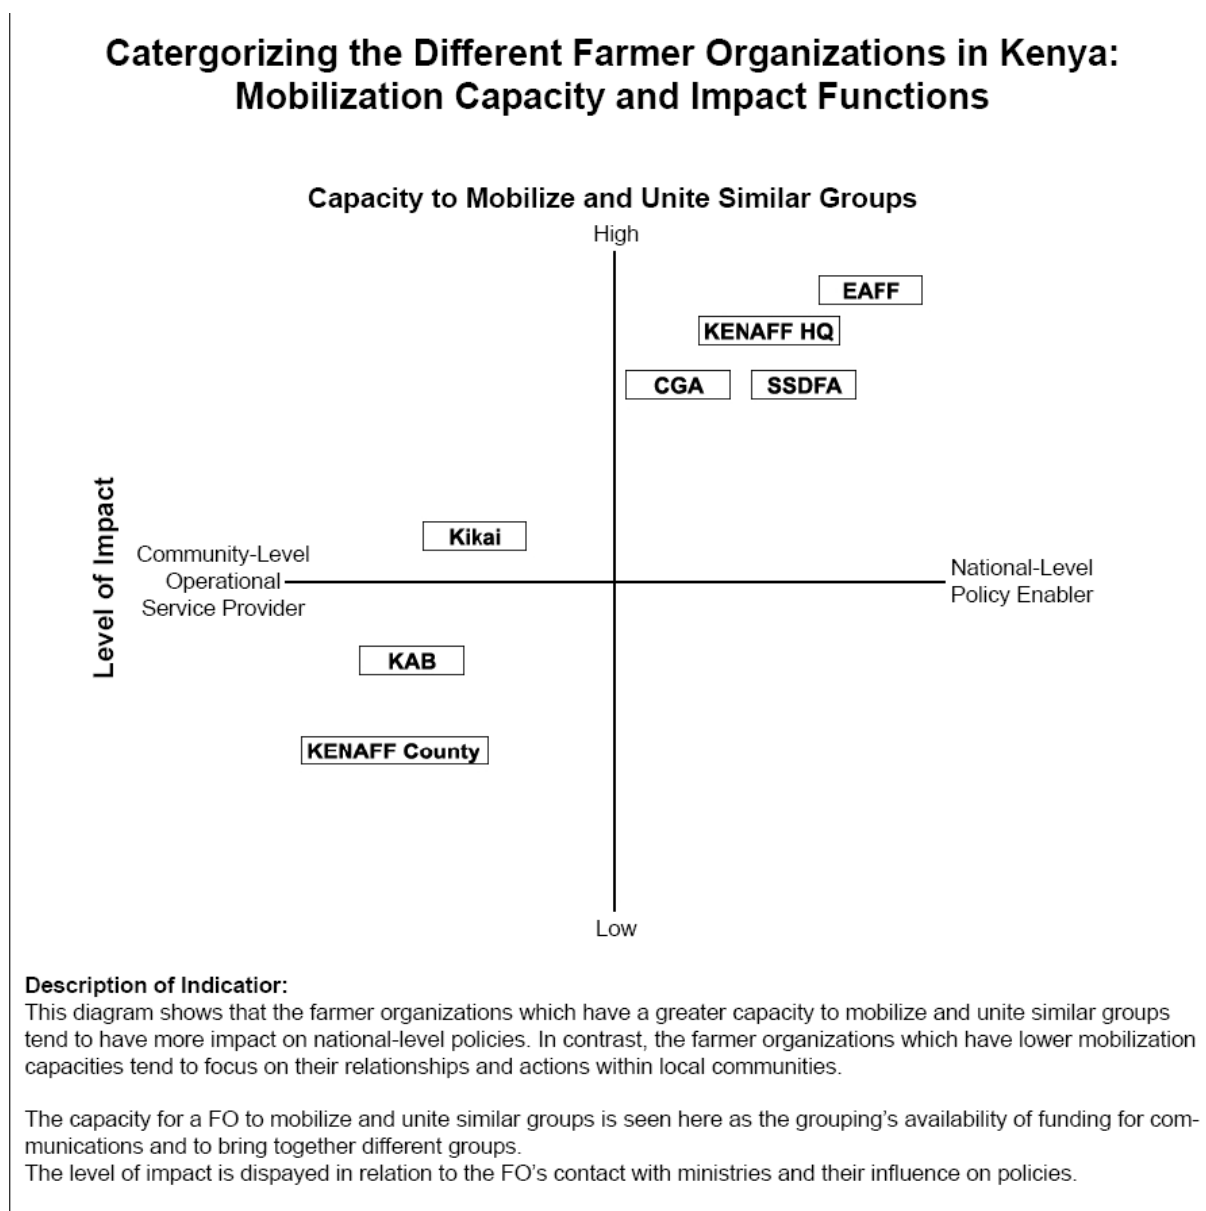 Catergorizing the Different Farmer Organizations in Kenya:
Mobilization Capacity and Impact Functions
Capacity to Mobilize and Unite Similar Groups
High
EAFF
KENAFF HQ
CGA
SSDFA
Level of Impact
Kikai
Community-Level
Operational
Service Provider
National-Level
Policy Enabler
KAB
KENAFF County
Low
Description of Indicatior:
This diagram shows that the farmer organizations which have a greater capacity to mobilize and unite similar groups
tend to have more impact on national-level policies. In contrast, the farmer organizations which have lower mobilization
capacities tend to focus on their relationships and actions within local communities.
The capacity for a FO to mobilize and unite similar groups is seen here as the grouping's availability of funding for com-
munications and to bring together different groups.
The level of impact is dispayed in relation to the FO's contact with ministries and their influence on policies.